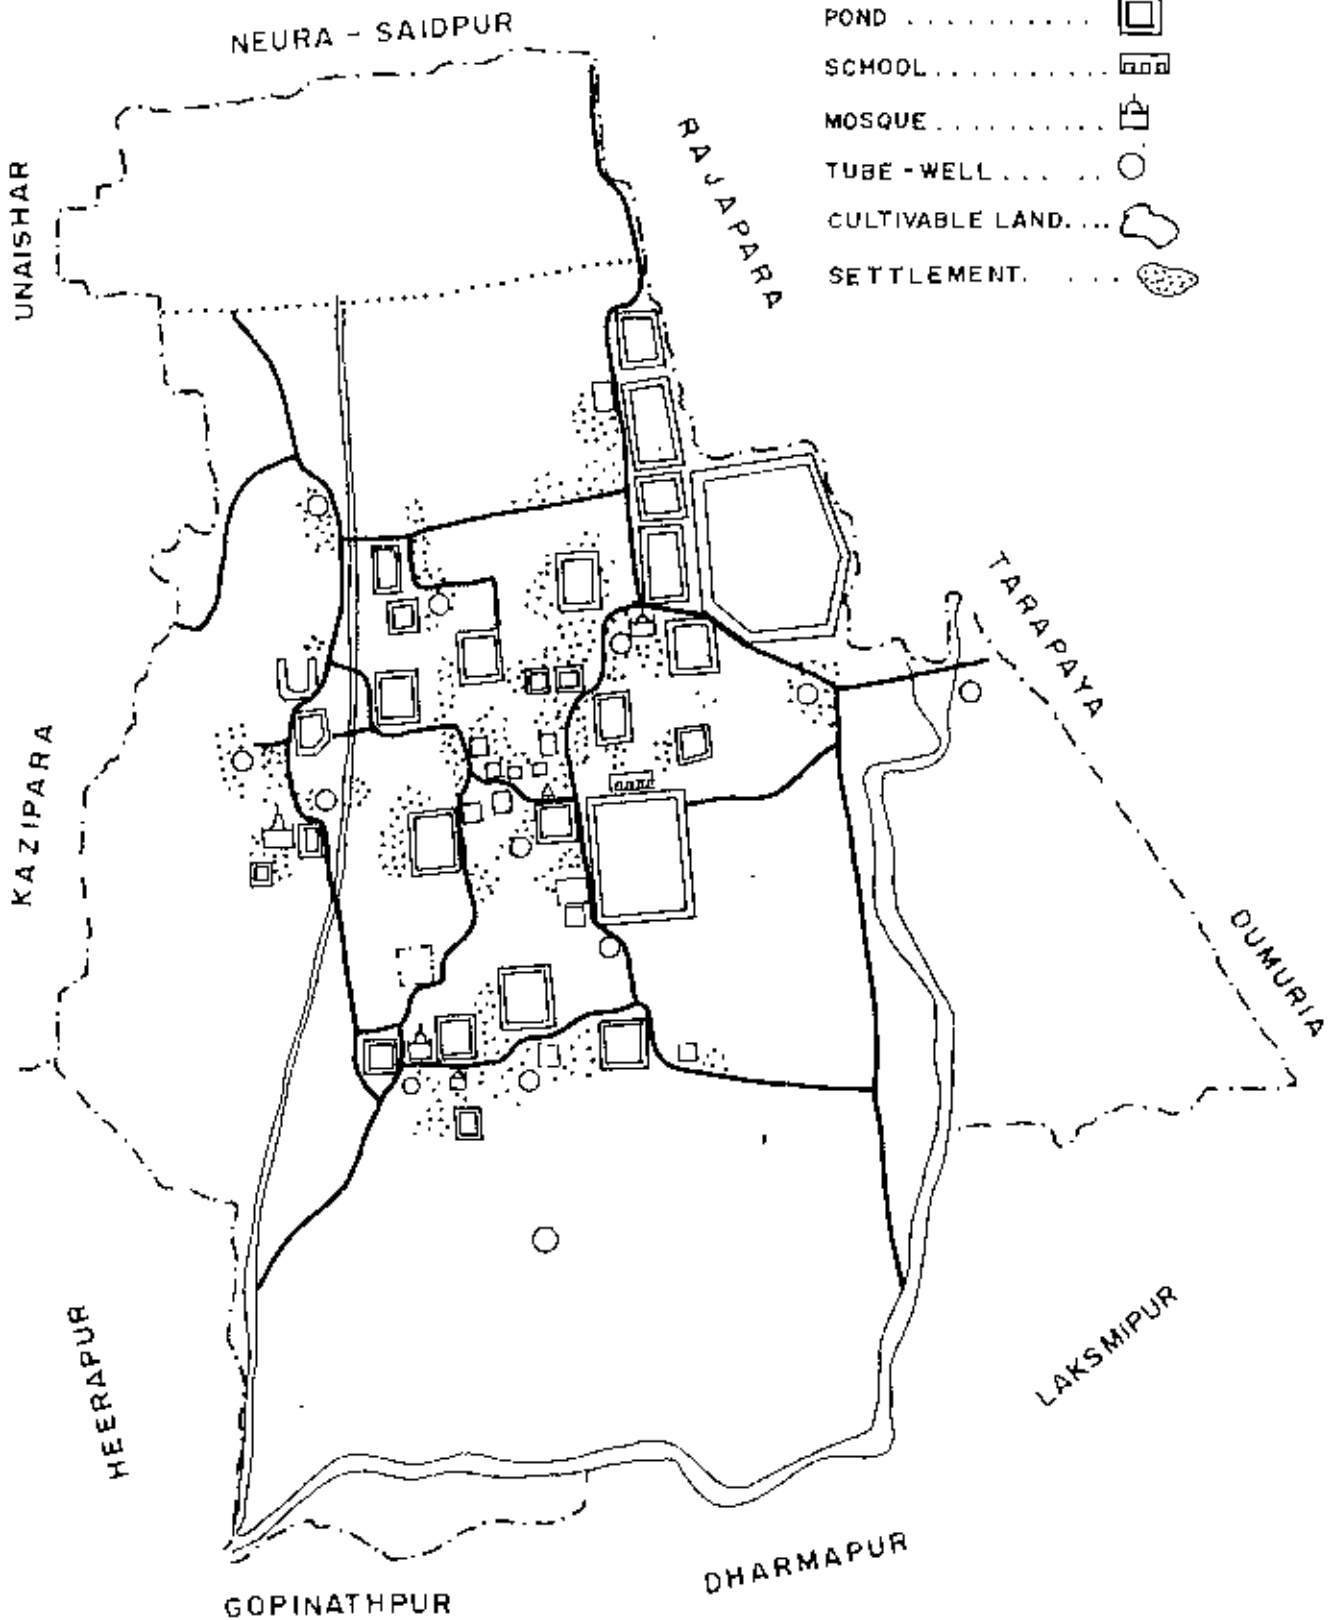 POND ..........
SCHOOL..........
MOSQUE..........
TUBE-WELL.... ..
CULTIVABLE LAND....
SETTLEMENT. ...
NEURA - SAIDPUR
RAJAPARA
UNAISHAR
TARAPAYA
KAZIPARA
DUMURIA
HEERAPUR
LAKSMIPUR
DHARMAPUR
GOPINATHPUR